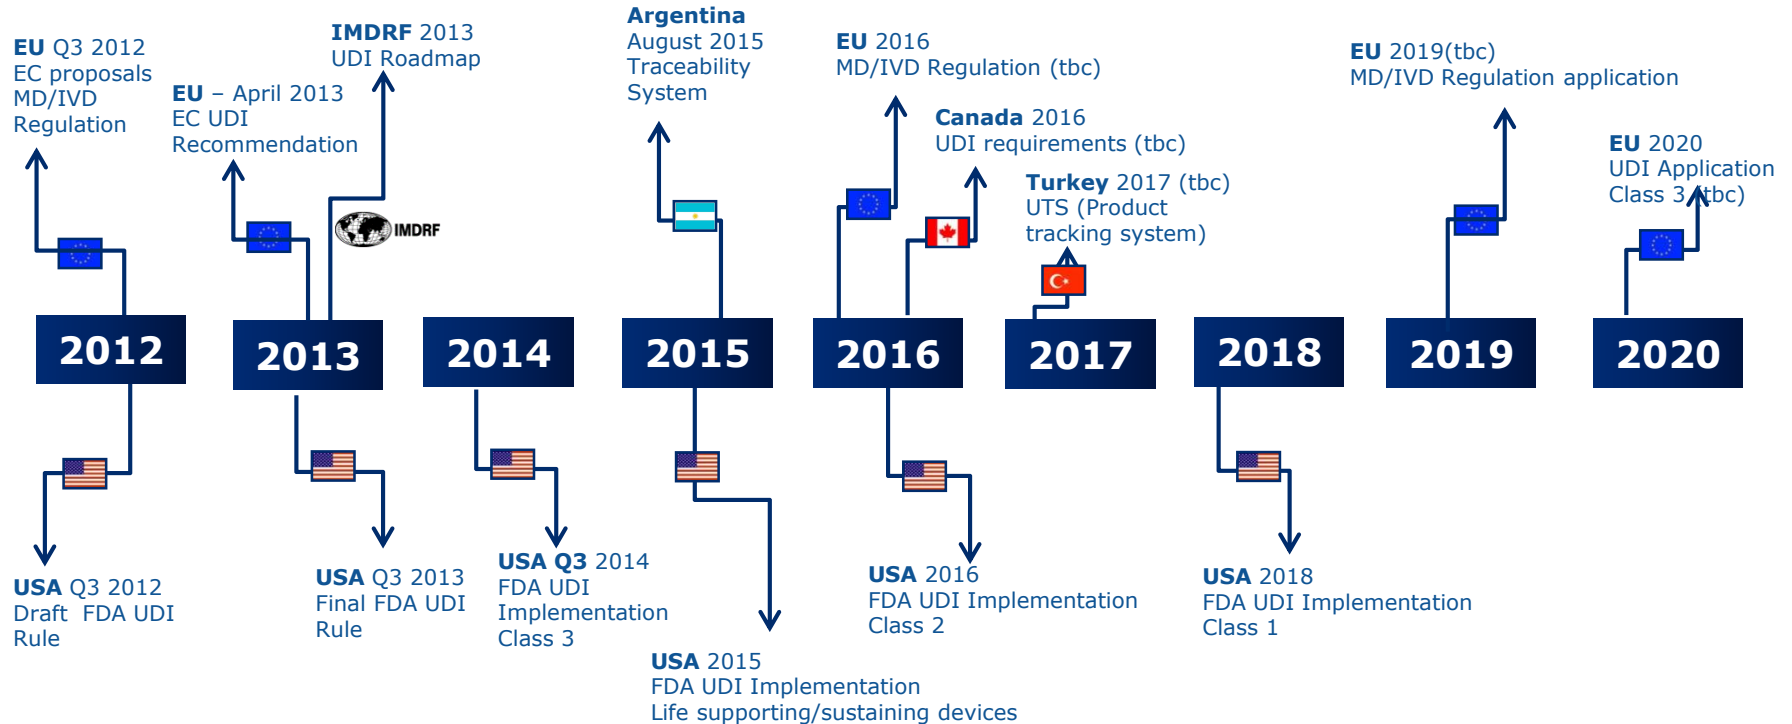 EU Q3 2012
EC proposals
MD/IVD
Regulation
EU – April 2013
EC UDI
Recommendation
IMDRF 2013
UDI Roadmap
IMDRF
Argentina
August 2015
Traceability
System
EU 2016
MD/IVD Regulation (tbc)
Canada 2016
UDI requirements (tbc)
Turkey 2017 (tbc)
UTS (Product
tracking system)
EU 2019(tbc)
MD/IVD Regulation application
EU 2020
UDI Application
Class 3 (tbc)
2012
2013
2014
2015
2016
2017
2018
2019
2020
USA Q3 2012
Draft  FDA UDI
Rule
USA Q3 2013
Final FDA UDI
Rule
USA Q3 2014
FDA UDI
Implementation
Class 3
USA 2015
FDA UDI Implementation
Life supporting/sustaining devices
USA 2016
FDA UDI Implementation
Class 2
USA 2018
FDA UDI Implementation
Class 1